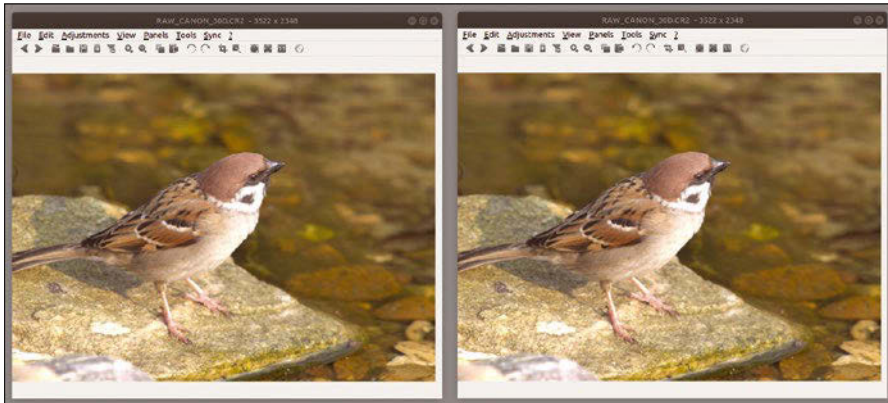 RAW_CANON_30D.CR2 - 3522 x 2348
File Edit Adjustments View Panels Tools Sync ?
RAW_CANON_30D.CR2 - 3522 x 2348
File Edit Adjustments View Panels Tools Sync ?